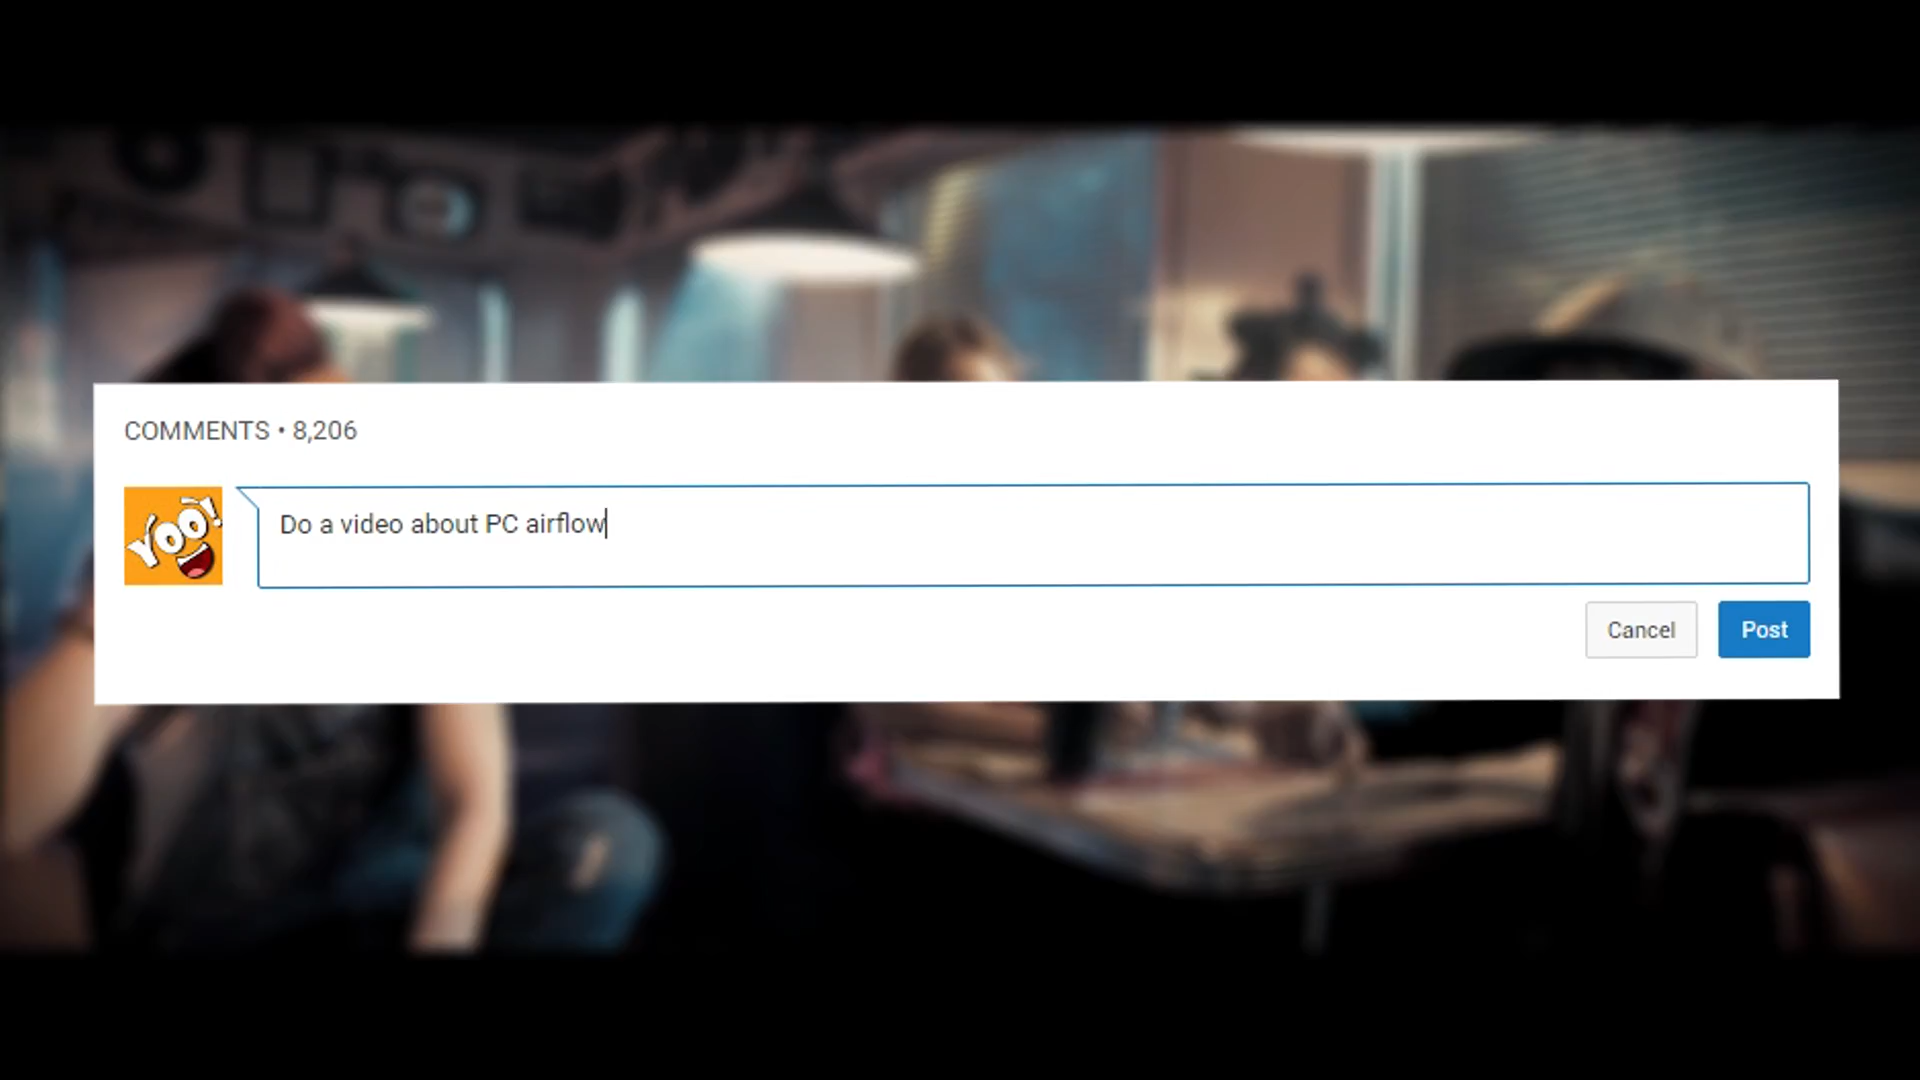 COMMENTS • 8,206
YOO!
Do a video about PC airflow
Cancel
Post